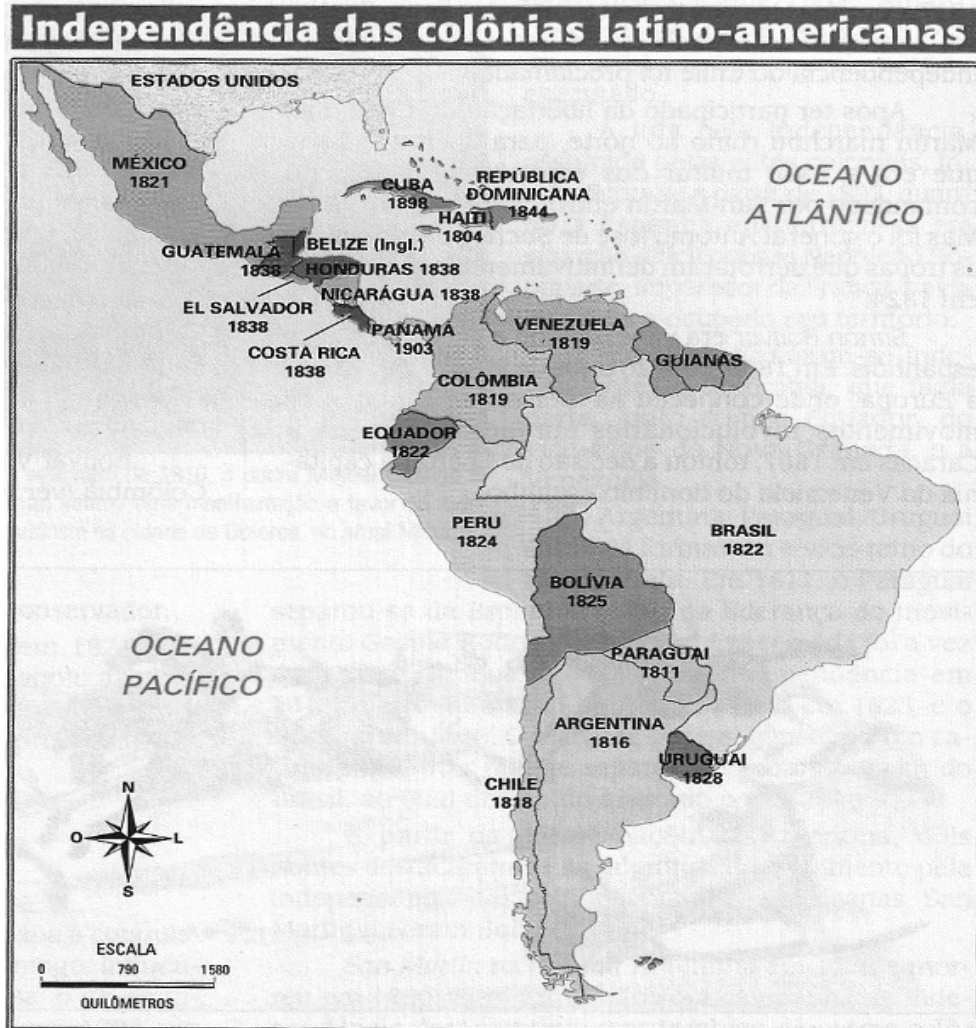 Independência das colônias latino-americanas
ESTADOS UNIDOS
MÉXICO
1821
CUBA
1898
REPÚBLICA
DOMINICANA
1844
HAITI
1804
OCEANO
ATLÂNTICO
GUATEMALA
1838
BELIZE (Ingl.)
HONDURAS 1838
NICARÁGUA 1838
EL SALVADOR
1838
COSTA RICA
1838
PANAMÁ
1903
VENEZUELA
1819
GUIANAS
COLÔMBIA
1819
EQUADOR
1822
PERU
1824
BRASIL
1822
BOLÍVIA
1825
OCEANO
PACÍFICO
PARAGUAI
1811
ARGENTINA
1816
URUGUAI
1828
CHILE
1818
N
O
L
S
ESCALA
0 790 1 580
QUILÔMETROS